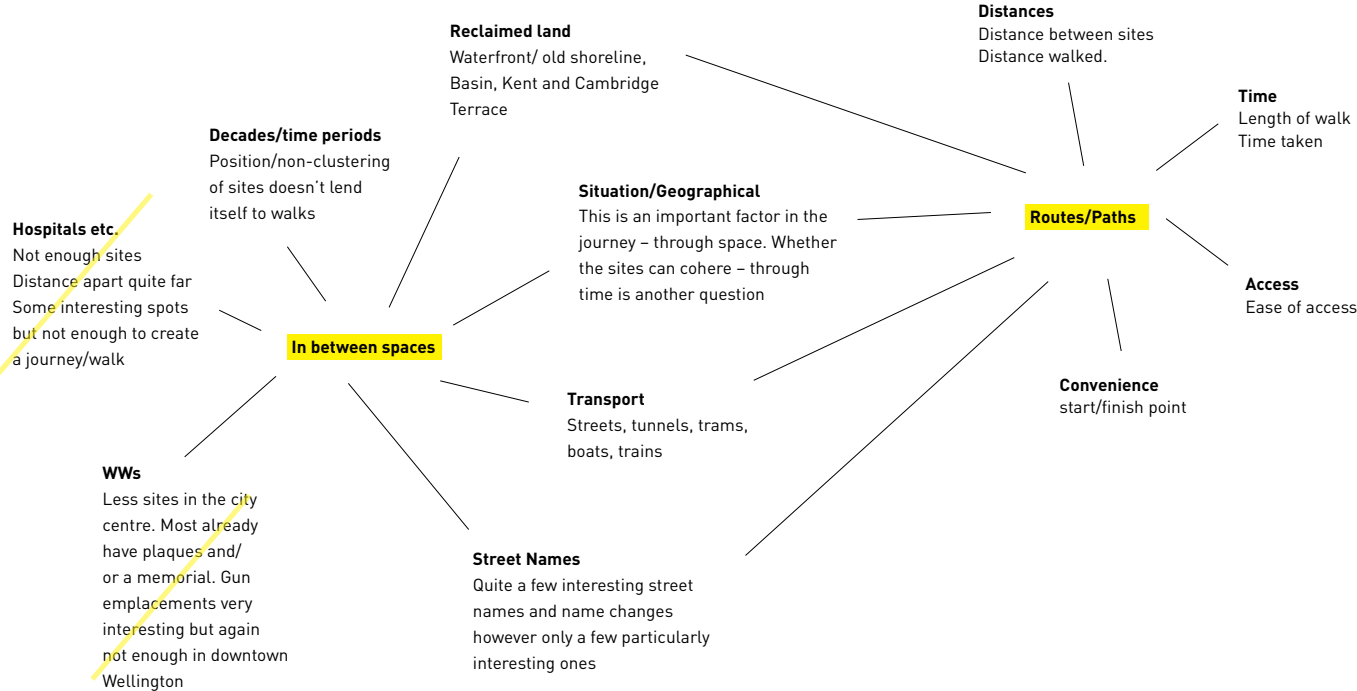 Distances
Distance between sites
Distance walked.
Reclaimed land
Waterfront/ old shoreline,
Basin, Kent and Cambridge
Terrace
Time
Length of walk
Time taken
Decades/time periods
Position/non-clustering
of sites doesn’t lend
itself to walks
Situation/Geographical
This is an important factor in the
journey – through space. Whether
the sites can cohere – through
time is another question
Routes/Paths
Hospitals etc.
Not enough sites
Distance apart quite far
Some interesting spots
but not enough to create
a journey/walk
Access
Ease of access
In between spaces
Convenience
start/finish point
Transport
Streets, tunnels, trams,
boats, trains
WWs
Less sites in the city
centre. Most already
have plaques and/
or a memorial. Gun
emplacements very
interesting but again
not enough in downtown
Wellington
Street Names
Quite a few interesting street
names and name changes
however only a few particularly
interesting ones